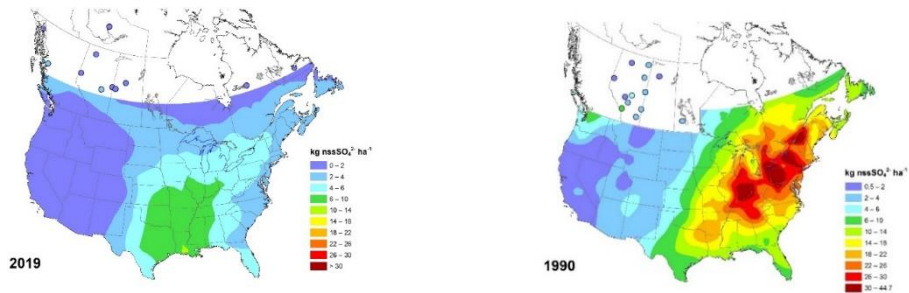 kg nssSO₄²⁻ ha⁻¹
0 – 2
2 – 4
4 – 6
6 – 10
10 – 14
14 – 18
18 – 22
22 – 26
26 – 30
> 30
2019
kg nssSO₄²⁻ ha⁻¹
0.5 – 2
2 – 4
4 – 6
6 – 10
10 – 14
14 – 18
18 – 22
22 – 26
26 – 30
30 – 44.7
1990